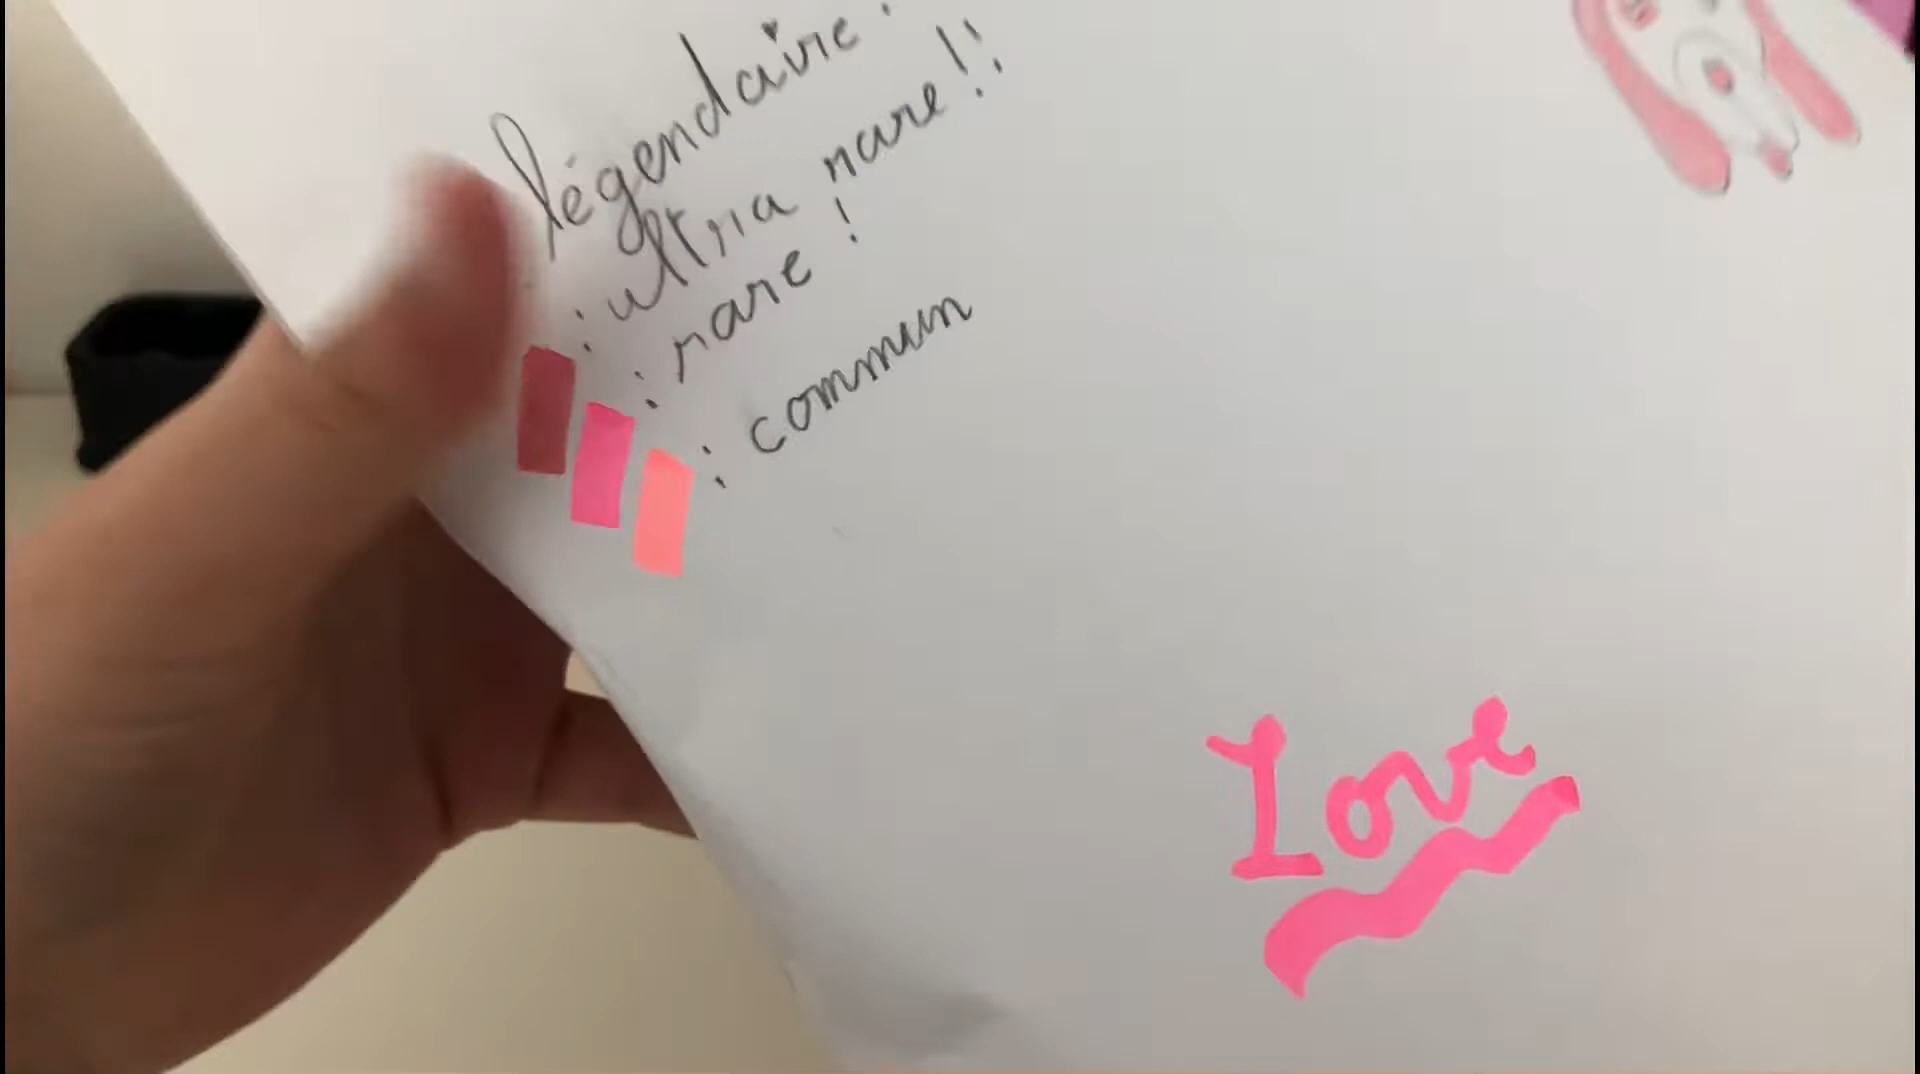 légendaire :
: ultra rare !!
: rare !
: commun
Love